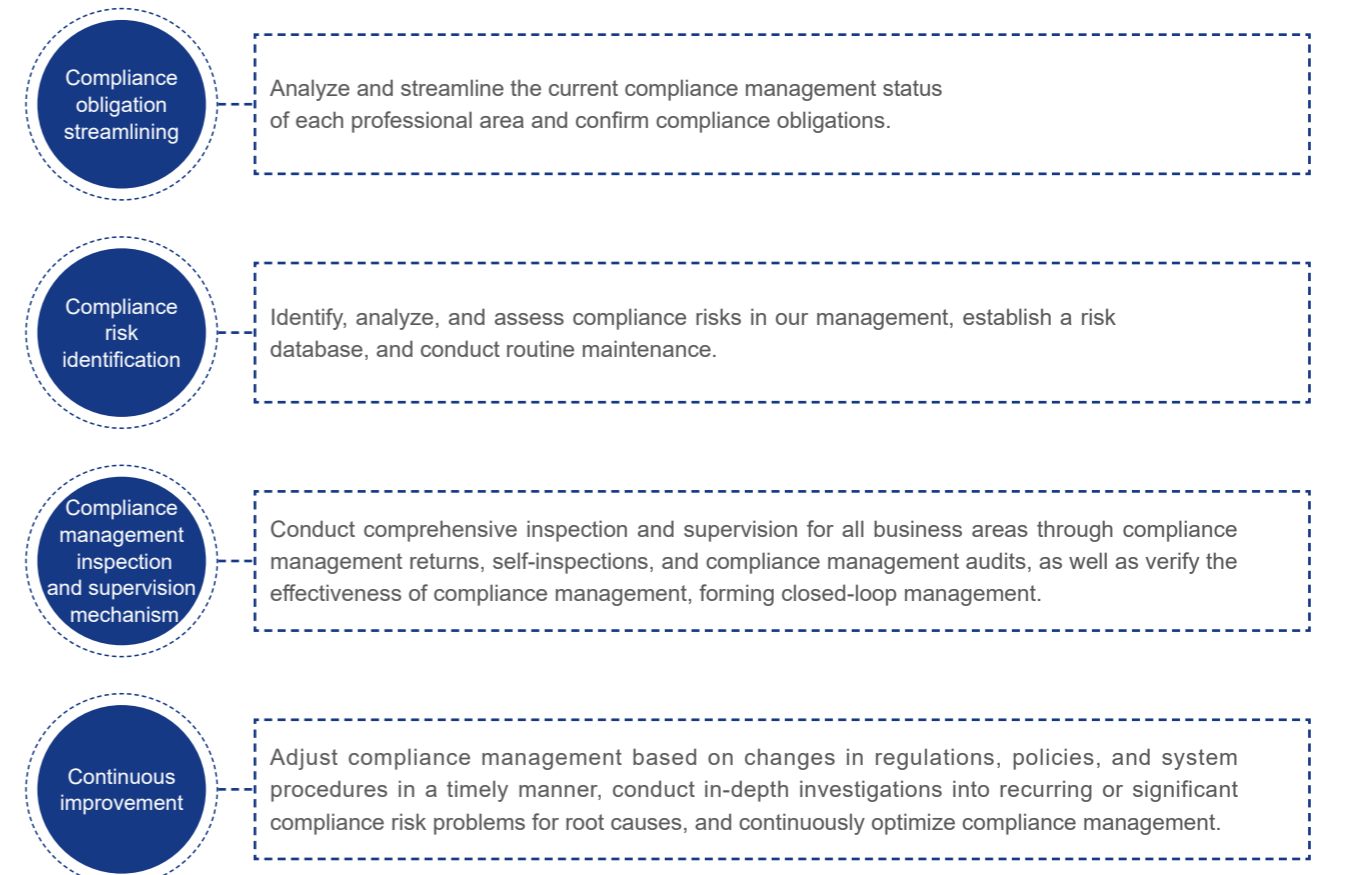 Compliance
obligation
streamlining
Analyze and streamline the current compliance management status
of each professional area and confirm compliance obligations.
Compliance
risk
identification
Identify, analyze, and assess compliance risks in our management, establish a risk
database, and conduct routine maintenance.
Compliance
management
inspection
and supervision
mechanism
Conduct comprehensive inspection and supervision for all business areas through compliance
management returns, self-inspections, and compliance management audits, as well as verify the
effectiveness of compliance management, forming closed-loop management.
Continuous
improvement
Adjust compliance management based on changes in regulations, policies, and system
procedures in a timely manner, conduct in-depth investigations into recurring or significant
compliance risk problems for root causes, and continuously optimize compliance management.